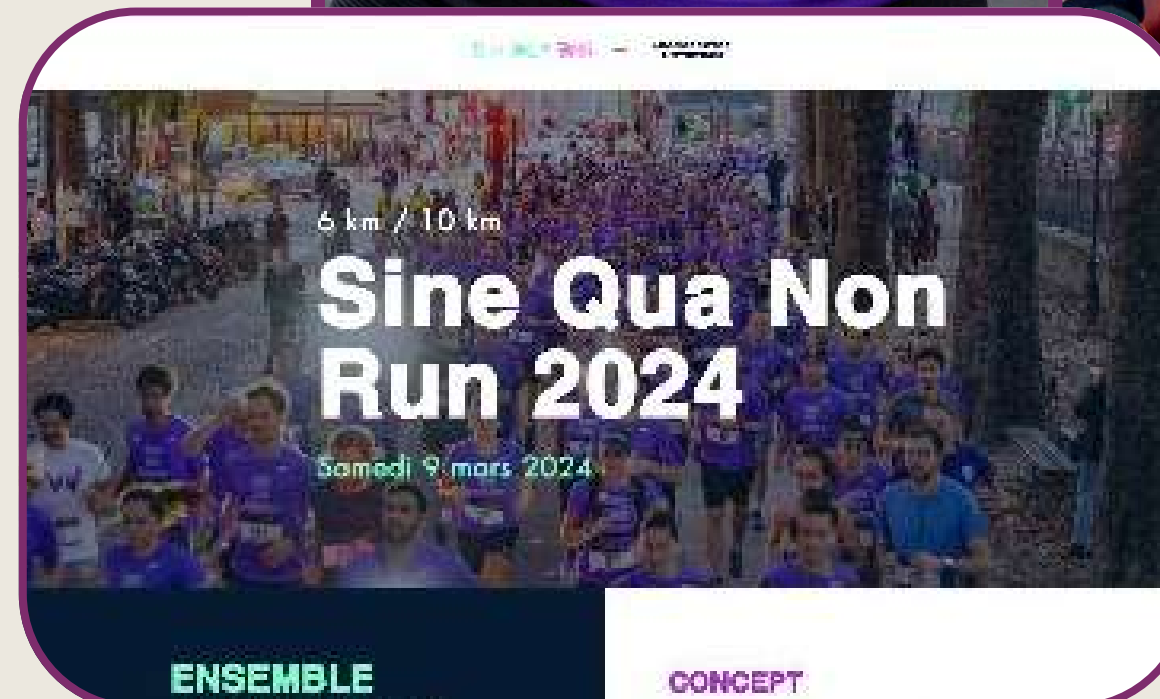 6 km / 10 km
Sine Qua Non
Run 2024
Samedi 9 mars 2024
ENSEMBLE
CONCEPT